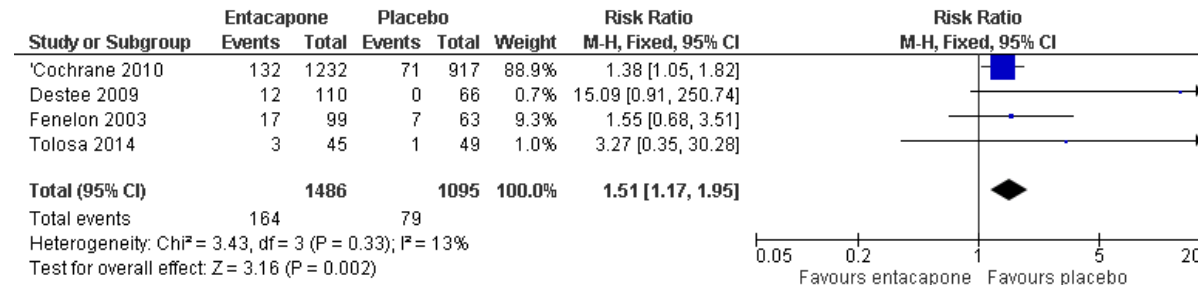 Entacapone Placebo Risk Ratio Risk Ratio
Study or Subgroup Events Total Events Total Weight M-H, Fixed, 95% CI M-H, Fixed, 95% CI
'Cochrane 2010 132 1232 71 917 88.9% 1.38 [1.05, 1.82]
Destee 2009 12 110 0 66 0.7% 15.09 [0.91, 250.74]
Fenelon 2003 17 99 7 63 9.3% 1.55 [0.68, 3.51]
Tolosa 2014 3 45 1 49 1.0% 3.27 [0.35, 30.28]
Total (95% CI) 1486 1095 100.0% 1.51 [1.17, 1.95]
Total events 164 79
Heterogeneity: Chi² = 3.43, df = 3 (P = 0.33); I² = 13%
Test for overall effect: Z = 3.16 (P = 0.002)
0.05 0.2 1 5 20
Favours entacapone Favours placebo